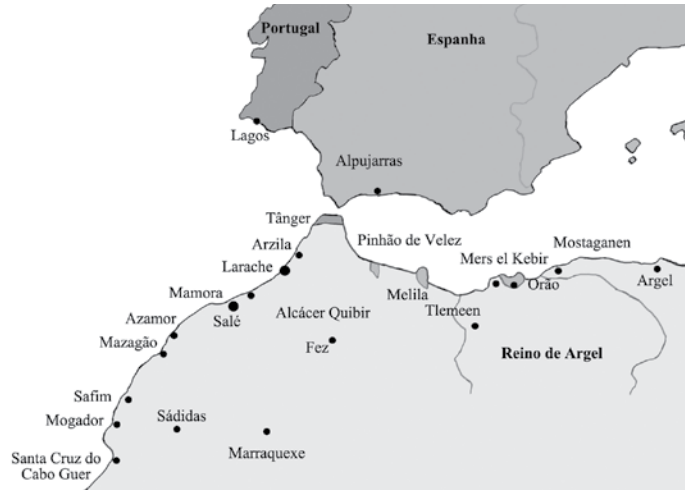 Portugal
Espanha
Lagos
Alpujarras
Tânger
Pinhão de Velez
Arzila
Mostaganen
Mers el Kebir
Larache
Argel
Orão
Mamora
Melila
Alcácer Quibir
Tlemeen
Azamor
Salé
Mazagão
Fez
Reino de Argel
Safim
Sádidas
Mogador
Marraquexe
Santa Cruz do
Cabo Guer